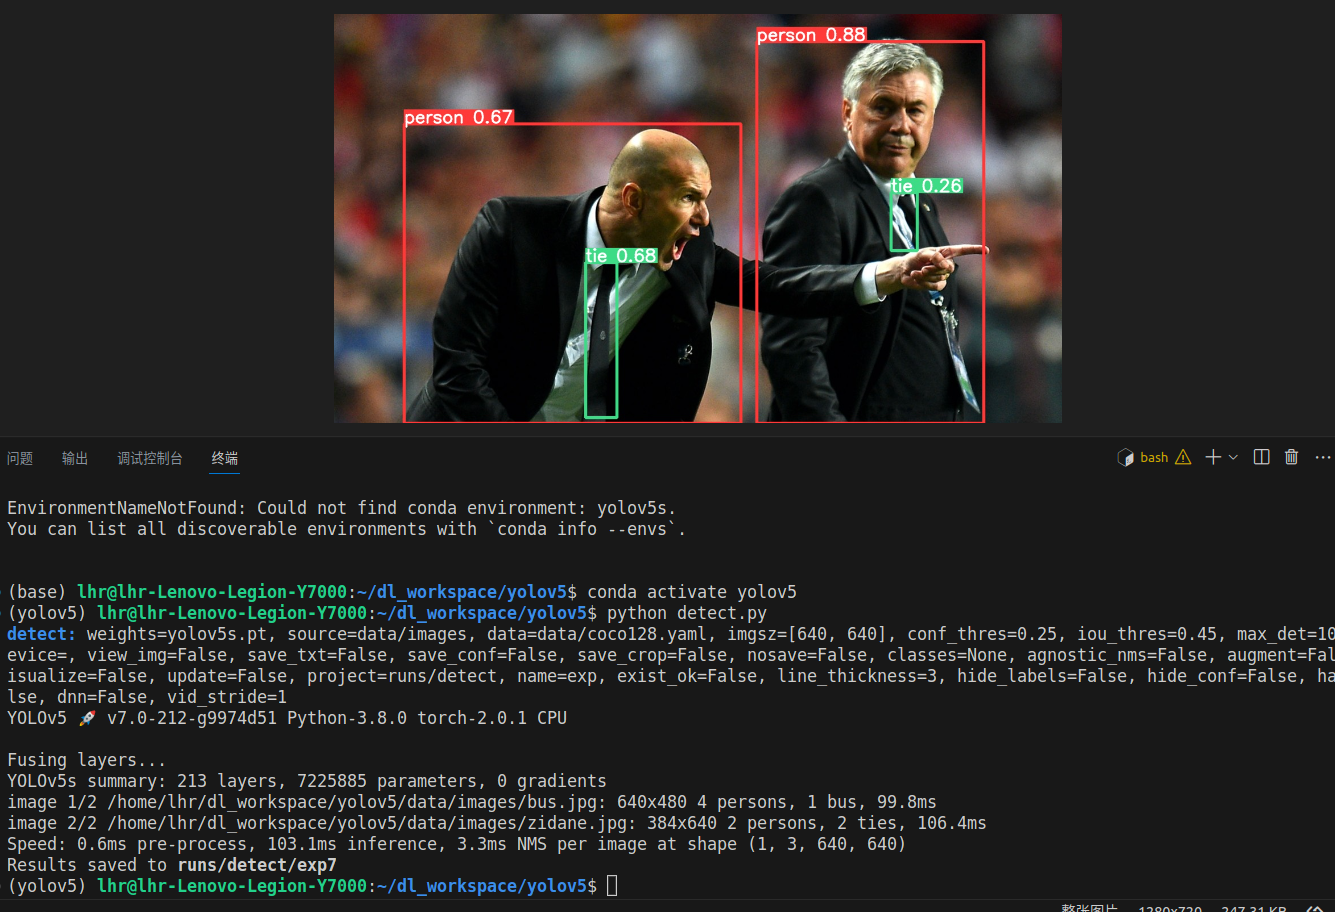 person 0.88
person 0.67
tie 0.26
tie 0.68
问题 输出 调试控制台 终端 bash
EnvironmentNameNotFound: Could not find conda environment: yolov5s.
You can list all discoverable environments with `conda info --envs`.
(base) lhr@lhr-Lenovo-Legion-Y7000:~/dl_workspace/yolov5$ conda activate yolov5
(yolov5) lhr@lhr-Lenovo-Legion-Y7000:~/dl_workspace/yolov5$ python detect.py
detect: weights=yolov5s.pt, source=data/images, data=data/coco128.yaml, imgsz=[640, 640], conf_thres=0.25, iou_thres=0.45, max_det=10
evice=, view_img=False, save_txt=False, save_conf=False, save_crop=False, nosave=False, classes=None, agnostic_nms=False, augment=Fal
isualize=False, update=False, project=runs/detect, name=exp, exist_ok=False, line_thickness=3, hide_labels=False, hide_conf=False, ha
lse, dnn=False, vid_stride=1
YOLOv5 🚀 v7.0-212-g9974d51 Python-3.8.0 torch-2.0.1 CPU
Fusing layers...
YOLOv5s summary: 213 layers, 7225885 parameters, 0 gradients
image 1/2 /home/lhr/dl_workspace/yolov5/data/images/bus.jpg: 640x480 4 persons, 1 bus, 99.8ms
image 2/2 /home/lhr/dl_workspace/yolov5/data/images/zidane.jpg: 384x640 2 persons, 2 ties, 106.4ms
Speed: 0.6ms pre-process, 103.1ms inference, 3.3ms NMS per image at shape (1, 3, 640, 640)
Results saved to runs/detect/exp7
(yolov5) lhr@lhr-Lenovo-Legion-Y7000:~/dl_workspace/yolov5$
整张图片 1280x720 247.31 KB